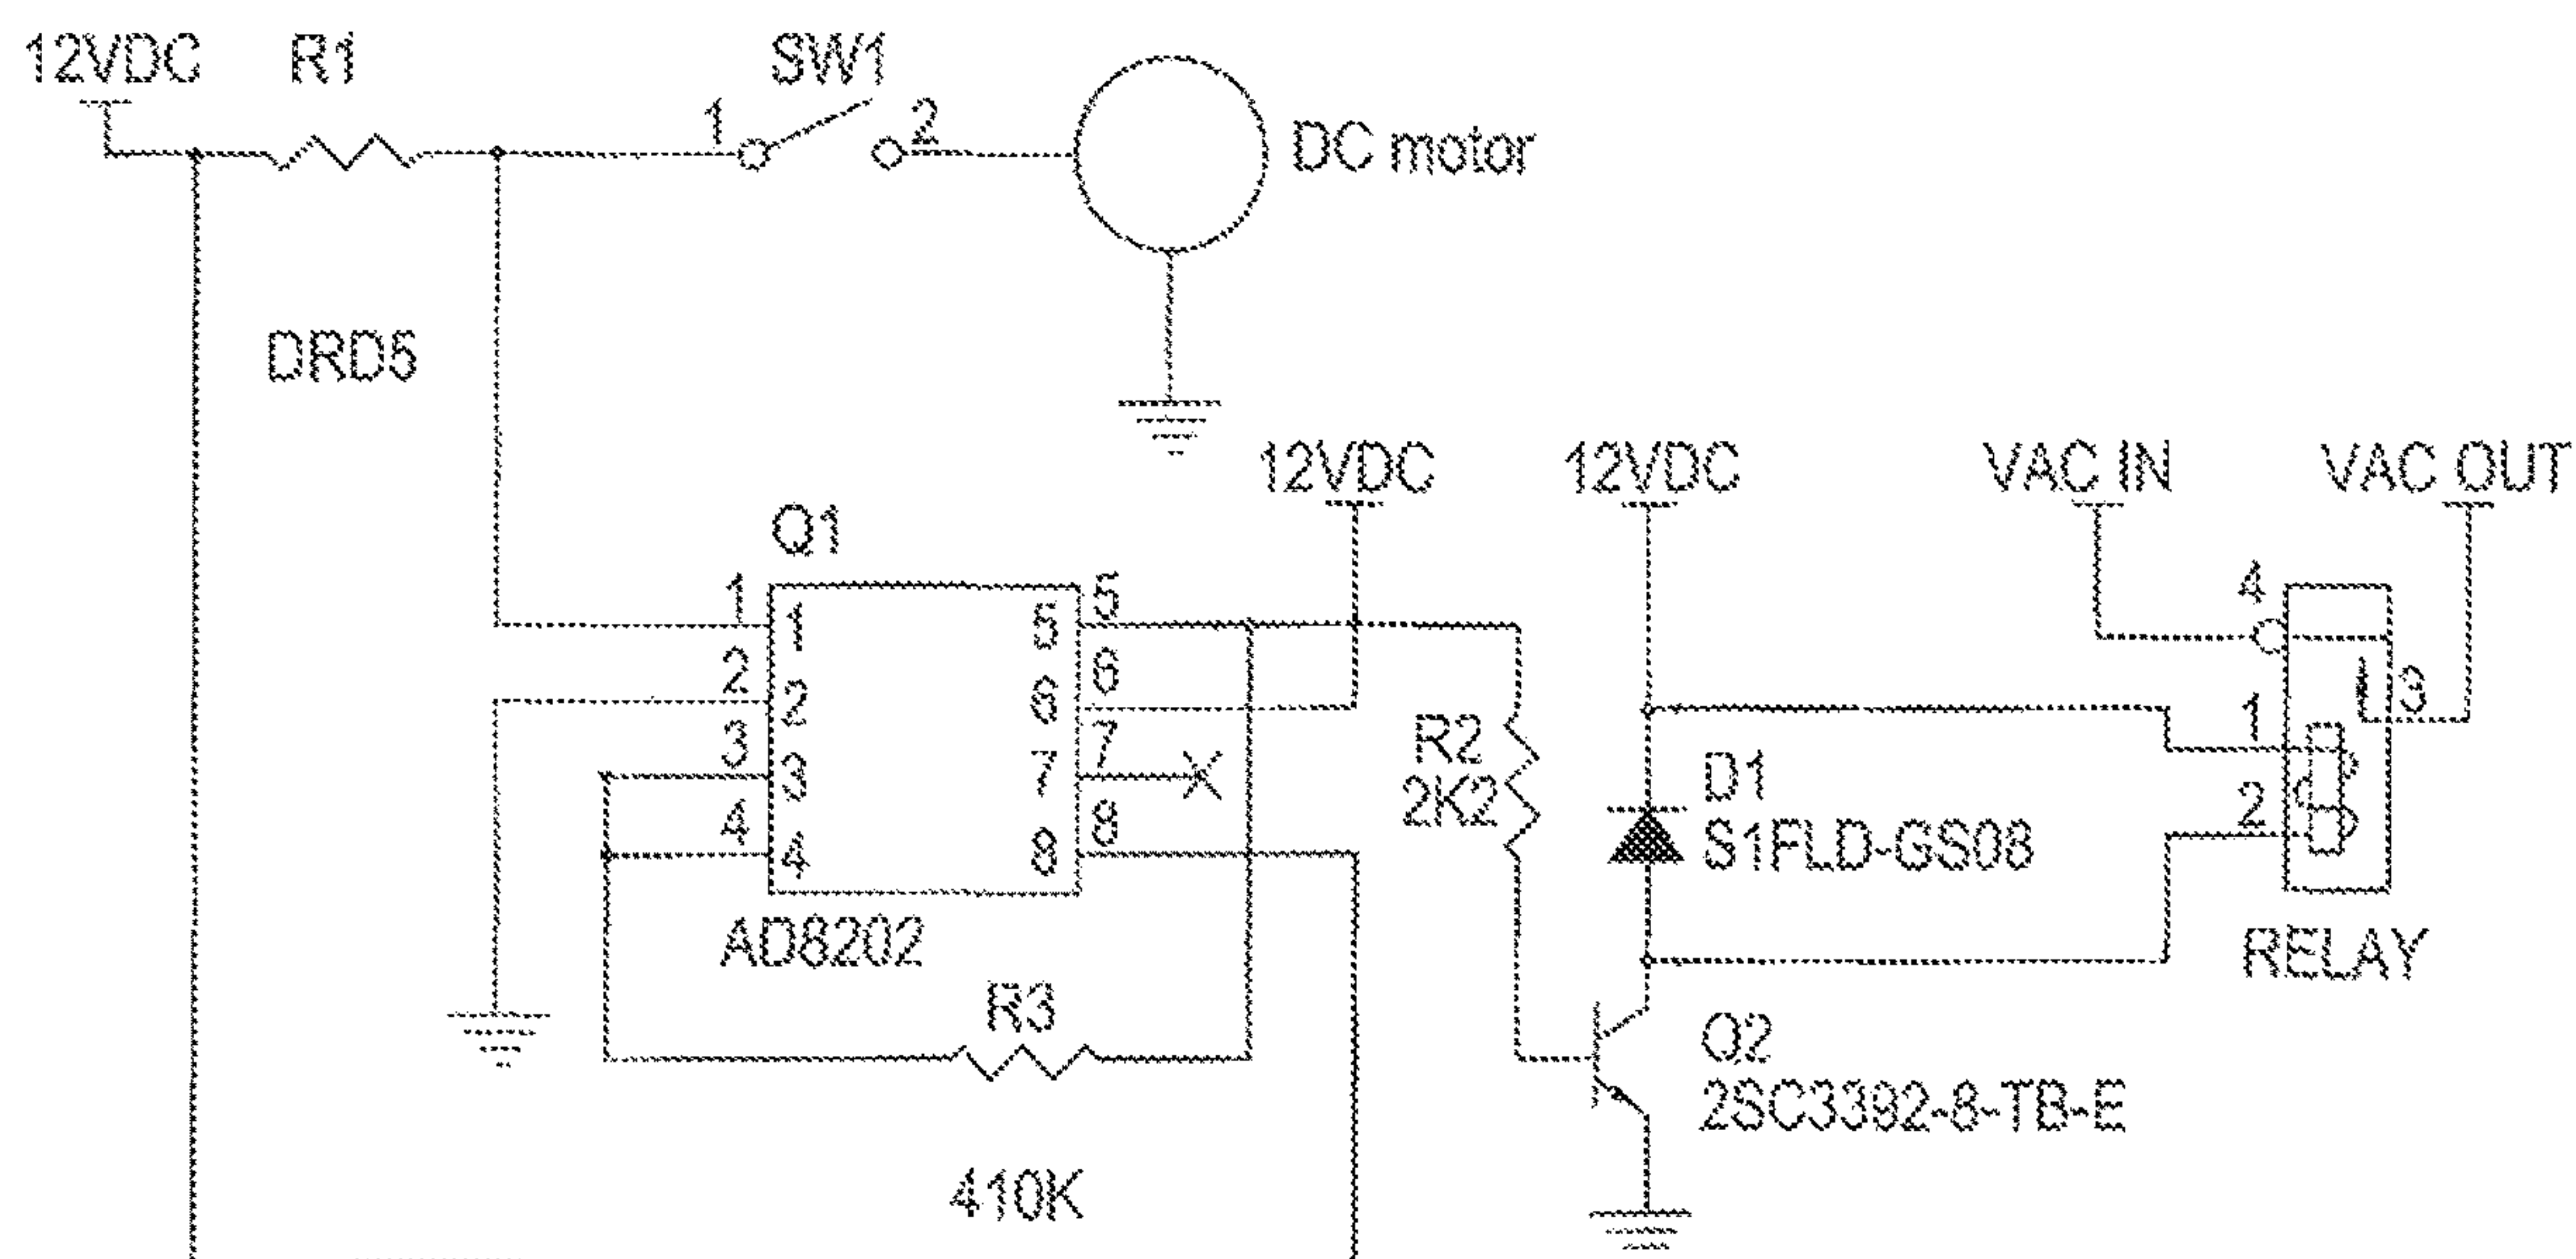 12VDC R1 SW1
1 2
DC motor
DRD5
12VDC 12VDC VAC IN VAC OUT
Q1
1 1 5 5
2 2 6 6
3 3 7 7
4 4 8 8
AD8202
R3
410K
R2
2K2
D1
S1FLD-GS08
Q2
2SC3392-8-TB-E
4
3
1
2
RELAY